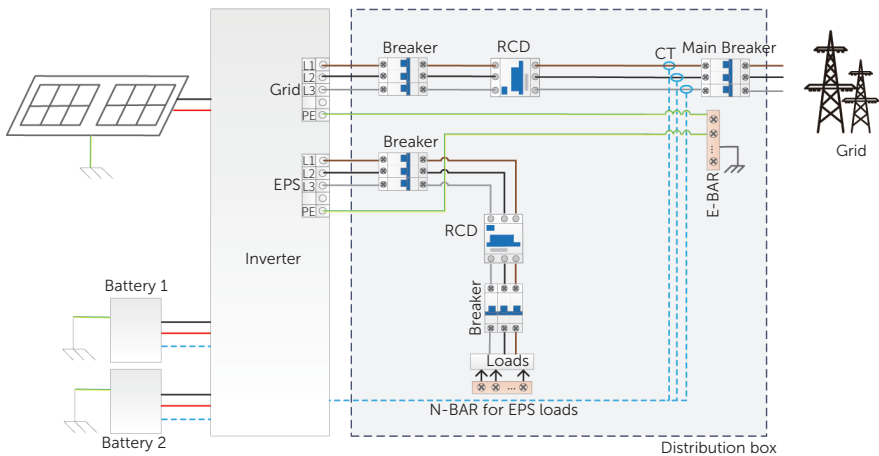 Breaker
RCD
CT
Main Breaker
L1
L2
Grid
L3
PE
Grid
Breaker
L1
L2
EPS
L3
PE
...
E-BAR
RCD
Inverter
Battery 1
Breaker
Loads
...
N-BAR for EPS loads
Battery 2
Distribution box